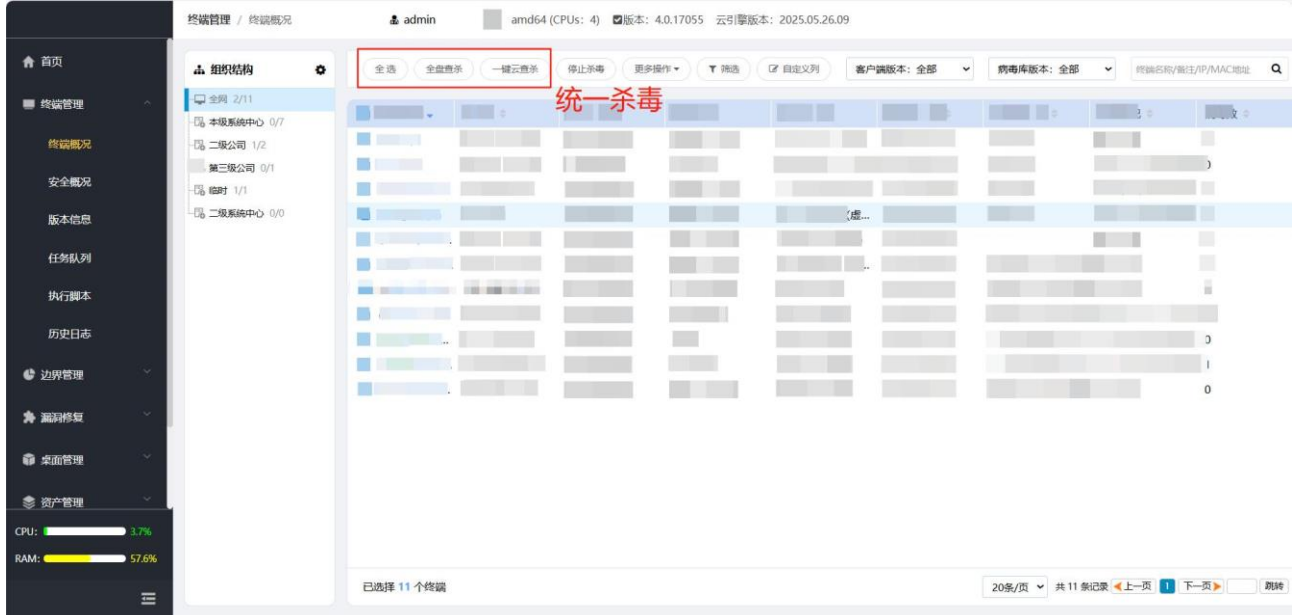 终端管理 / 终端概况
admin
amd64 (CPUs: 4)
版本: 4.0.17055
云引擎版本: 2025.05.26.09
首页
终端管理
终端概况
安全概况
版本信息
任务队列
执行脚本
历史日志
边界管理
漏洞修复
桌面管理
资产管理
CPU: 3.7%
RAM: 57.6%
组织结构
全网 2/11
本级系统中心 0/7
二级公司 1/2
第三级公司 0/1
临时 1/1
二级系统中心 0/0
全选 全盘查杀 一键云查杀 停止杀毒 更多操作 筛选 自定义列 客户端版本: 全部 病毒库版本: 全部 终端名称/备注/IP/MAC地址
统一杀毒
(虚...
0
0
已选择 11 个终端
20条/页 共 11 条记录 上一页 1 下一页 跳转